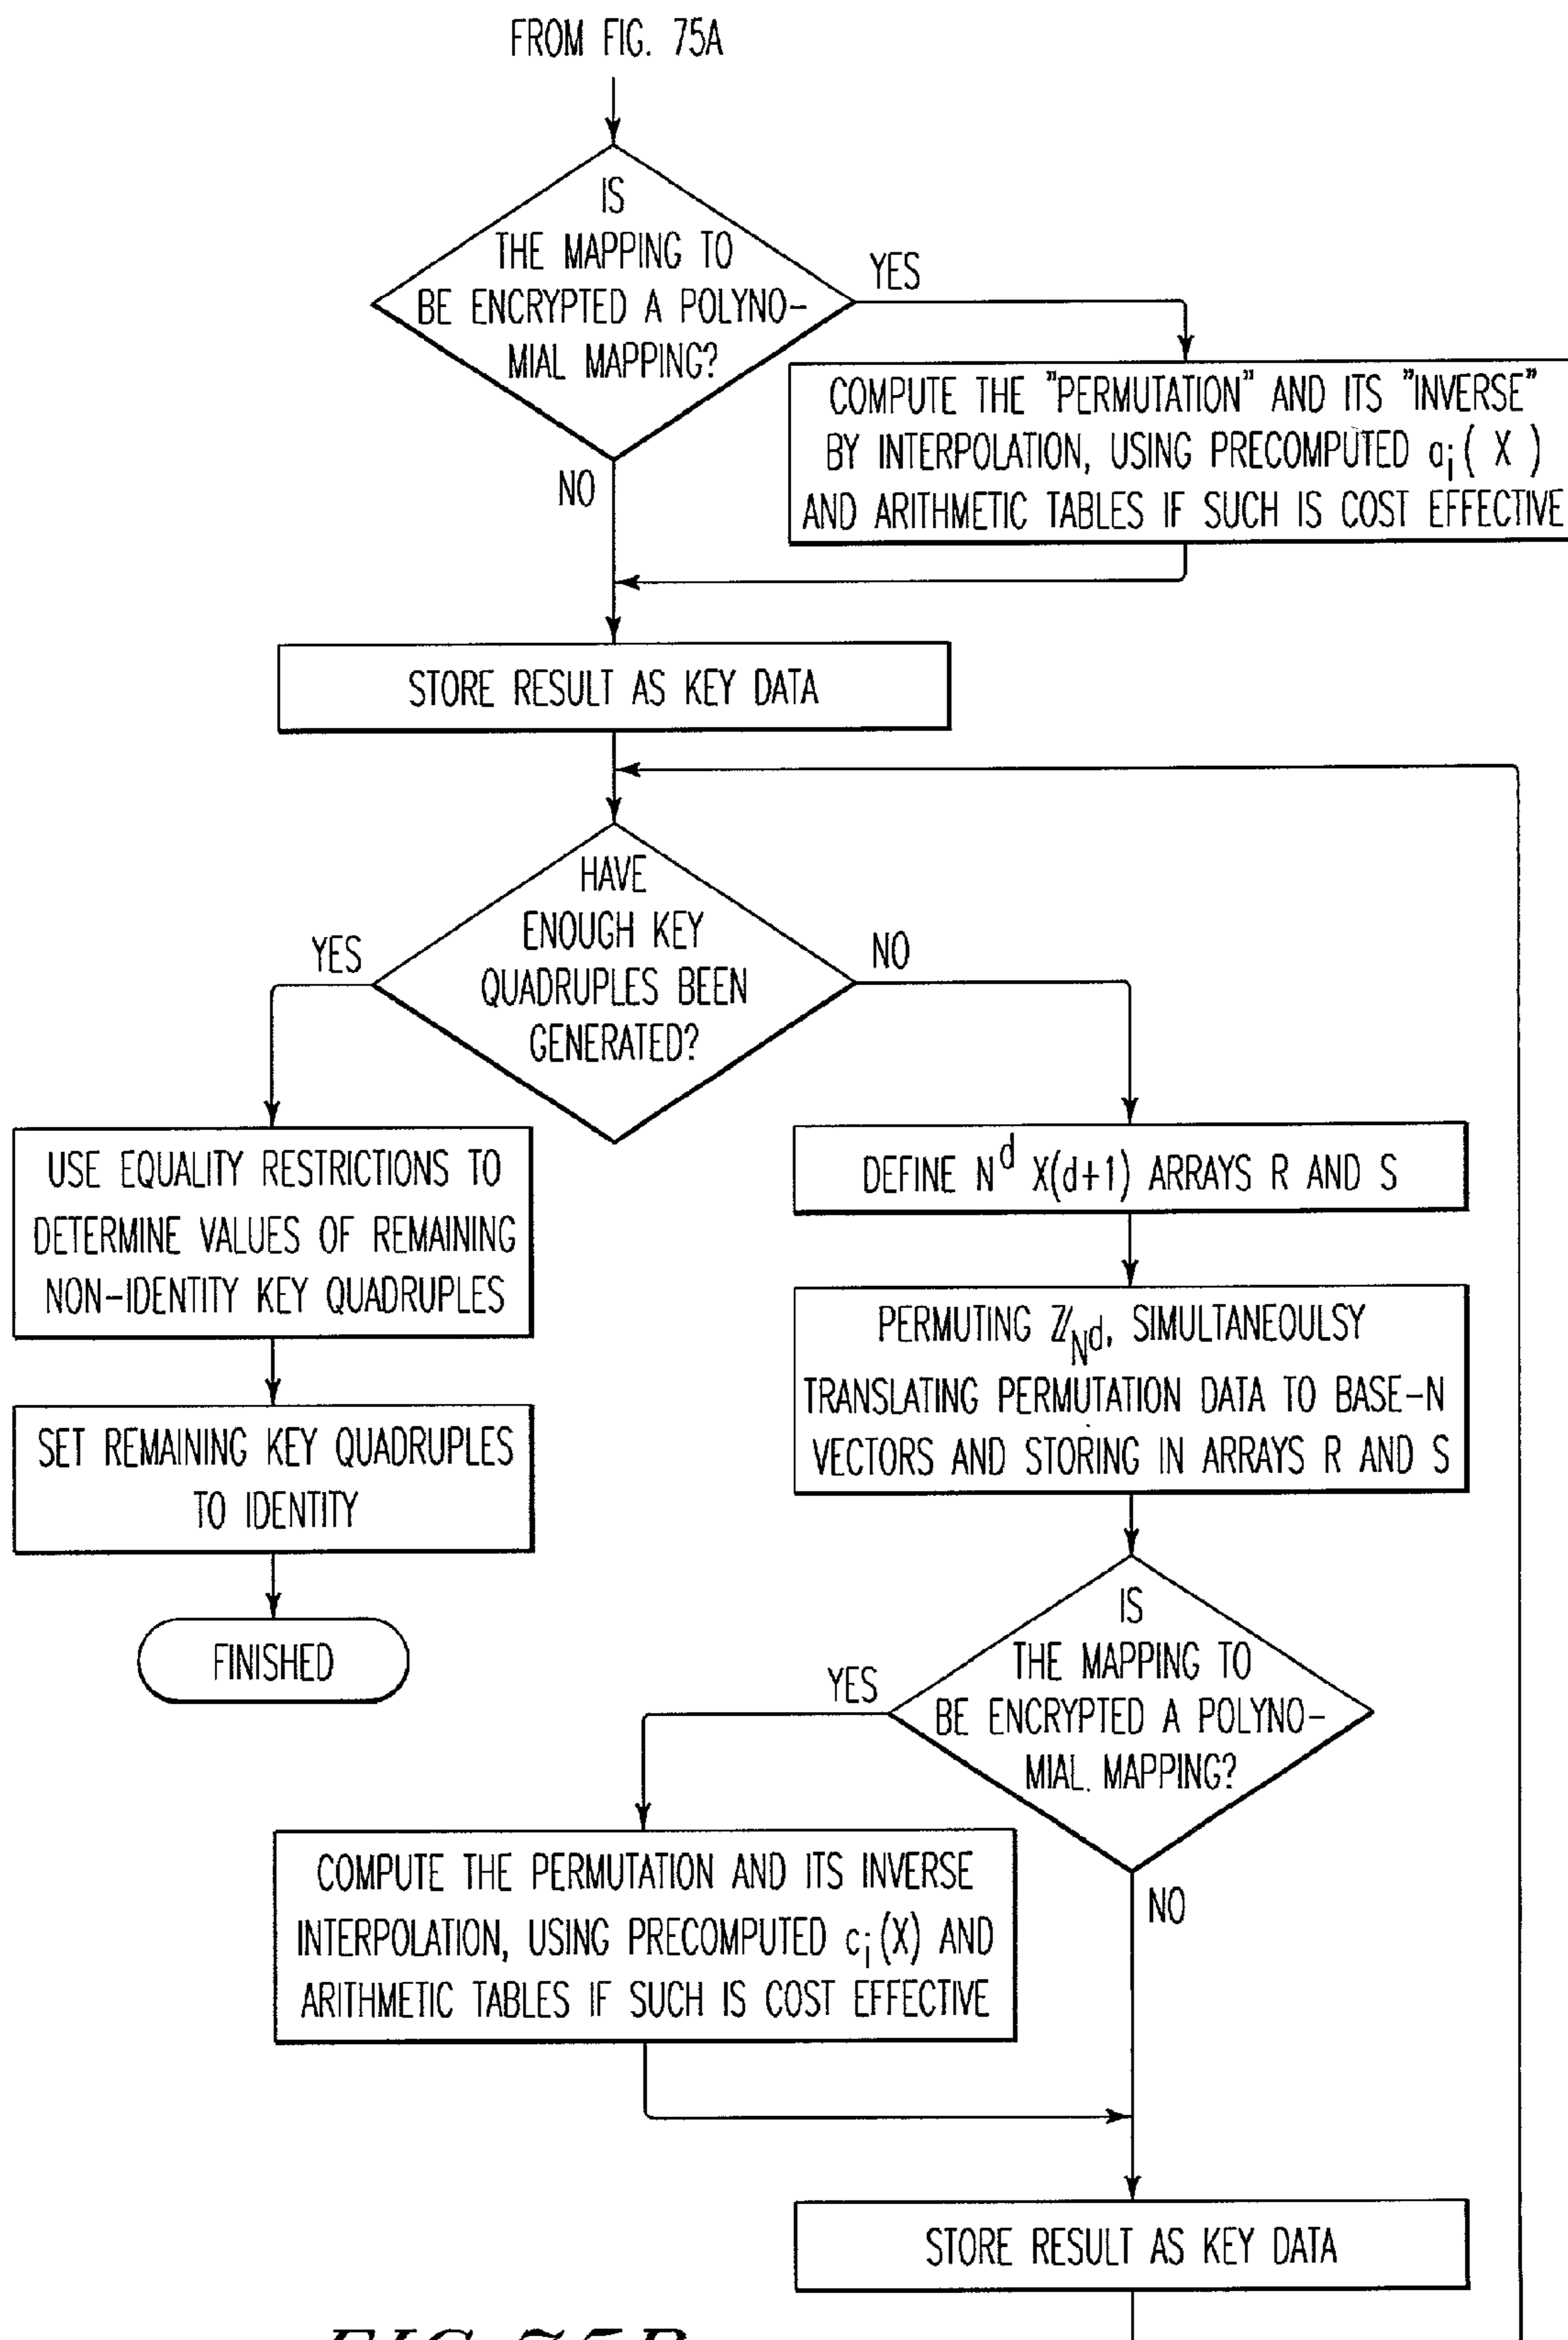 FROM FIG. 75A
IS
THE MAPPING TO
BE ENCRYPTED A POLYNO-
MIAL MAPPING?
YES
NO
COMPUTE THE "PERMUTATION" AND ITS "INVERSE"
BY INTERPOLATION, USING PRECOMPUTED aᵢ( X )
AND ARITHMETIC TABLES IF SUCH IS COST EFFECTIVE
STORE RESULT AS KEY DATA
HAVE
ENOUGH KEY
QUADRUPLES BEEN
GENERATED?
YES
NO
USE EQUALITY RESTRICTIONS TO
DETERMINE VALUES OF REMAINING
NON-IDENTITY KEY QUADRUPLES
SET REMAINING KEY QUADRUPLES
TO IDENTITY
FINISHED
DEFINE Nᵈ X(d+1) ARRAYS R AND S
PERMUTING ℤ_Nᵈ, SIMULTANEOULSY
TRANSLATING PERMUTATION DATA TO BASE-N
VECTORS AND STORING IN ARRAYS R AND S
IS
THE MAPPING TO
BE ENCRYPTED A POLYNO-
MIAL. MAPPING?
YES
NO
COMPUTE THE PERMUTATION AND ITS INVERSE
INTERPOLATION, USING PRECOMPUTED cᵢ(X) AND
ARITHMETIC TABLES IF SUCH IS COST EFFECTIVE
STORE RESULT AS KEY DATA
FIG. 75B